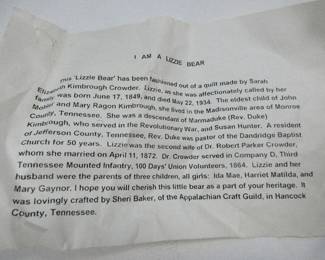 I AM A LIZZIE BEAR
This 'Lizzie Bear' has been fashioned out of a quilt made by Sarah
Elizabeth Kimbrough Crowder. Lizzie, as she was affectionately called by her
family, was born June 17, 1849, and died May 22, 1934. The eldest child of John
Mobler and Mary Ragon Kimbrough, she lived in the Madisonville area of Monroe
County, Tennessee. She was a descendant of Marmaduke (Rev. Duke)
Kimbrough, who served in the Revolutionary War, and Susan Hunter. A resident
of Jefferson County, Tennessee, Rev. Duke was pastor of the Dandridge Baptist
Church for 50 years. Lizzie was the second wife of Dr. Robert Parker Crowder,
whom she married on April 11, 1872. Dr. Crowder served in Company D, Third
Tennessee Mounted Infantry, 100 Days' Union Volunteers, 1864. Lizzie and her
husband were the parents of three children, all girls: Ida Mae, Harriet Matilda, and
Mary Gaynor. I hope you will cherish this little bear as a part of your heritage. It
was lovingly crafted by Sheri Baker, of the Appalachian Craft Guild, in Hancock
County, Tennessee.